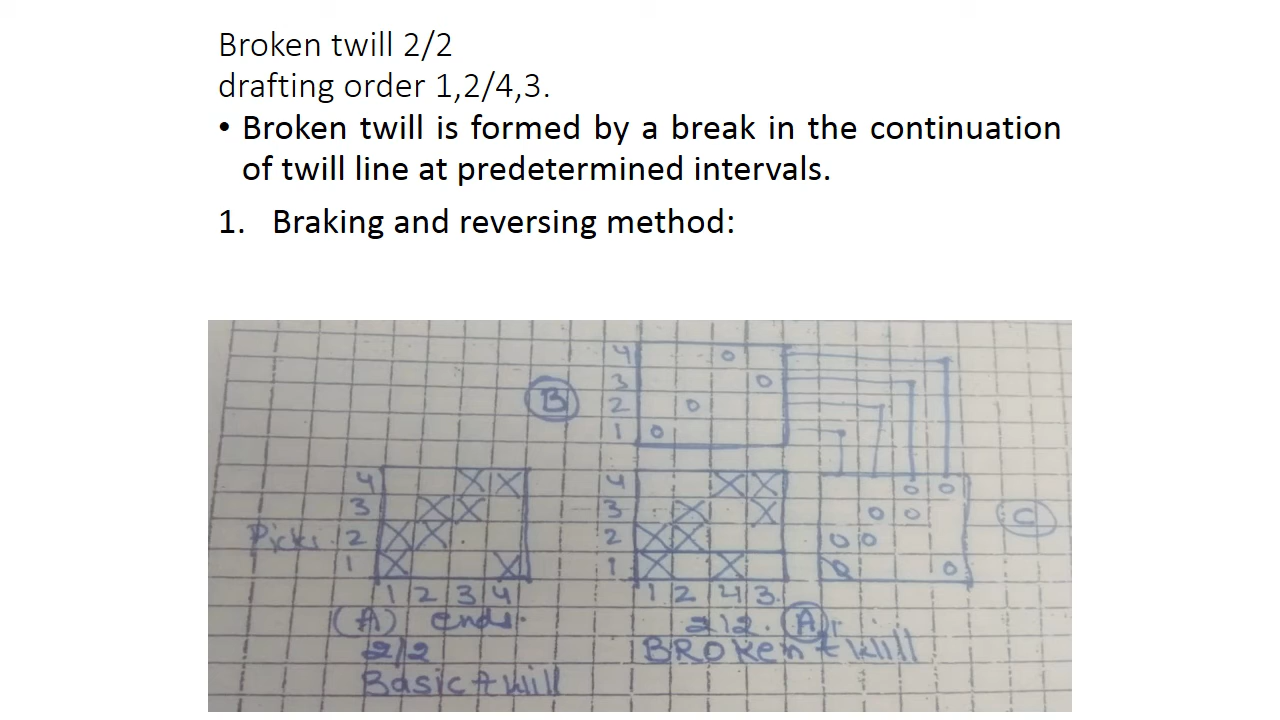 Broken twill 2/2
drafting order 1,2/4,3.
• Broken twill is formed by a break in the continuation
of twill line at predetermined intervals.
1. Braking and reversing method:
4
3
B 2
1
4 4
3 3 C
Picks 2 2
1 1
1 2 3 4 1 2 4 3
(A) ends. 2/2. A
2/2 BROKen twill
Basic twill